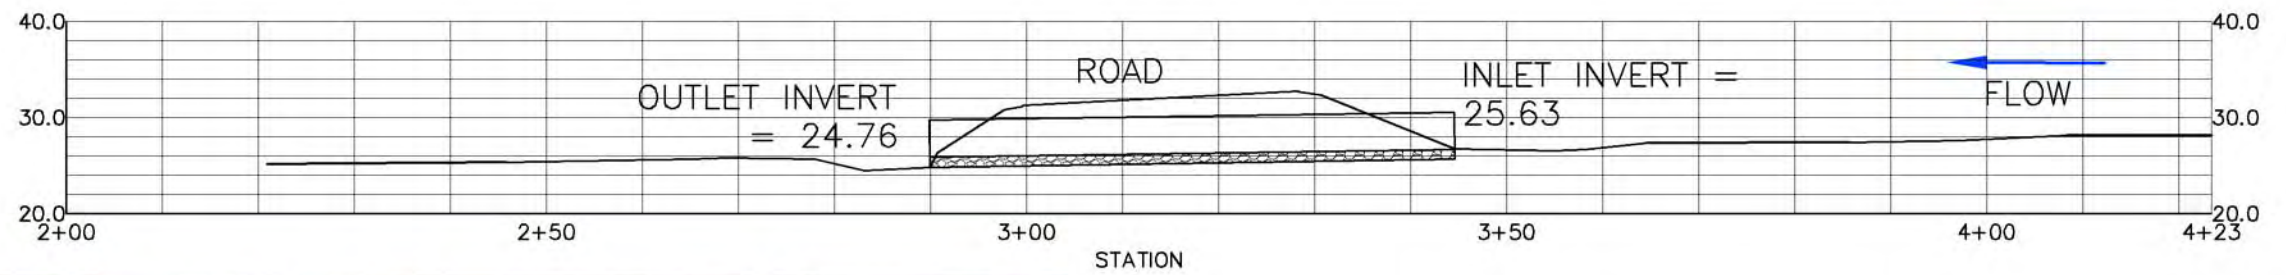 40.0
40.0
ROAD
INLET INVERT =
25.63
OUTLET INVERT
= 24.76
FLOW
30.0
30.0
20.0
20.0
2+00
2+50
3+00
3+50
4+00
4+23
STATION